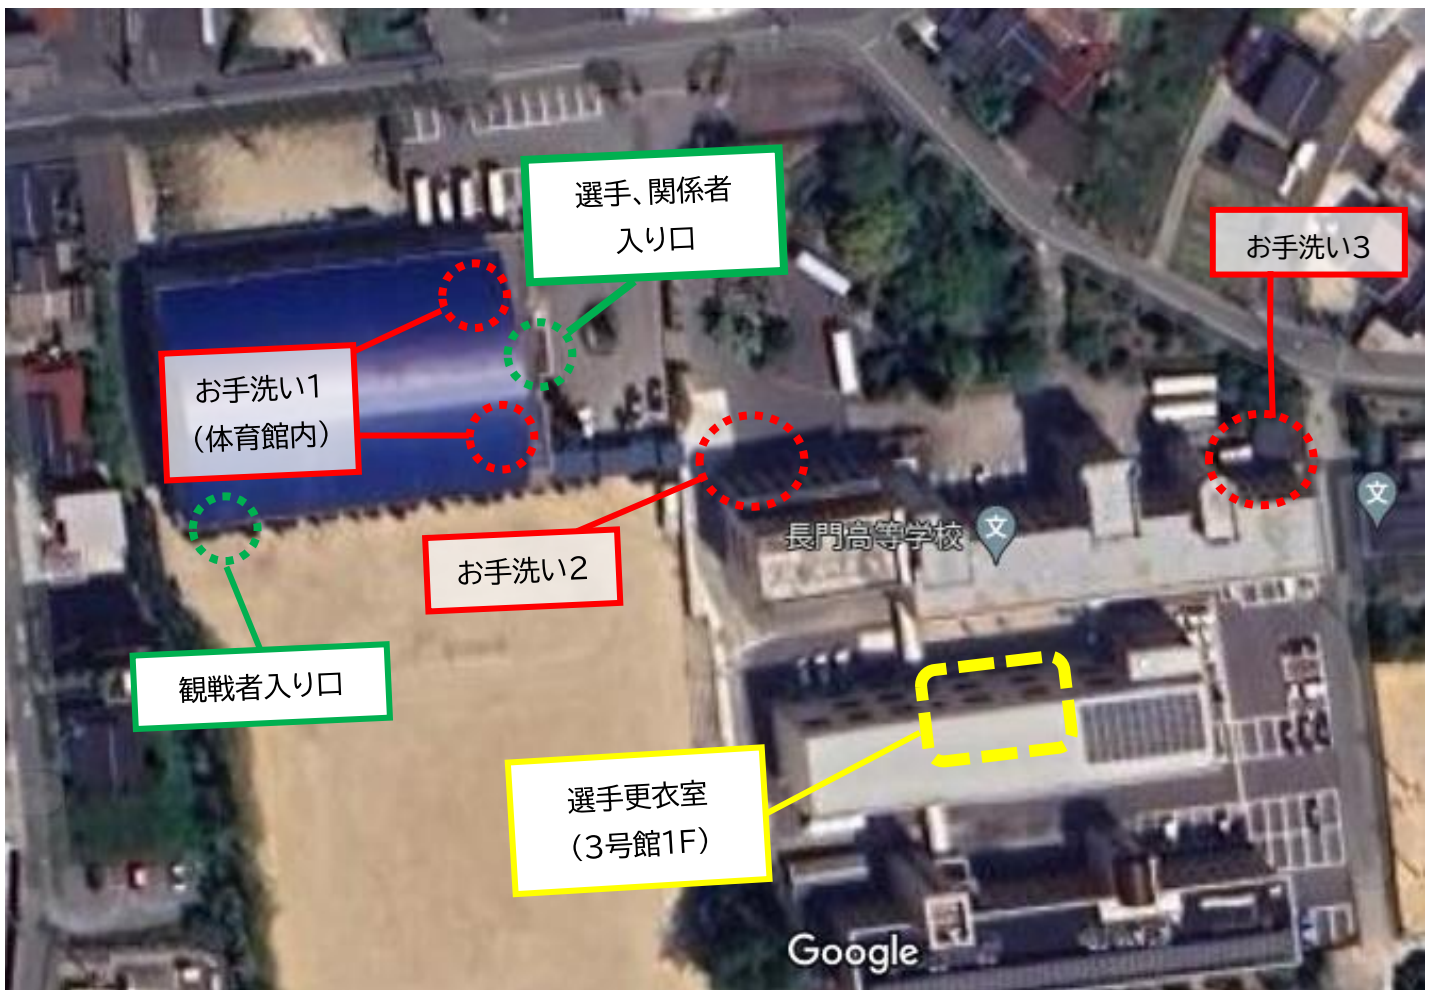 選手、関係者
入り口
お手洗い3
お手洗い1
（体育館内）
長門高等学校
文
文
お手洗い2
観戦者入り口
選手更衣室
（3号館1F）
Google